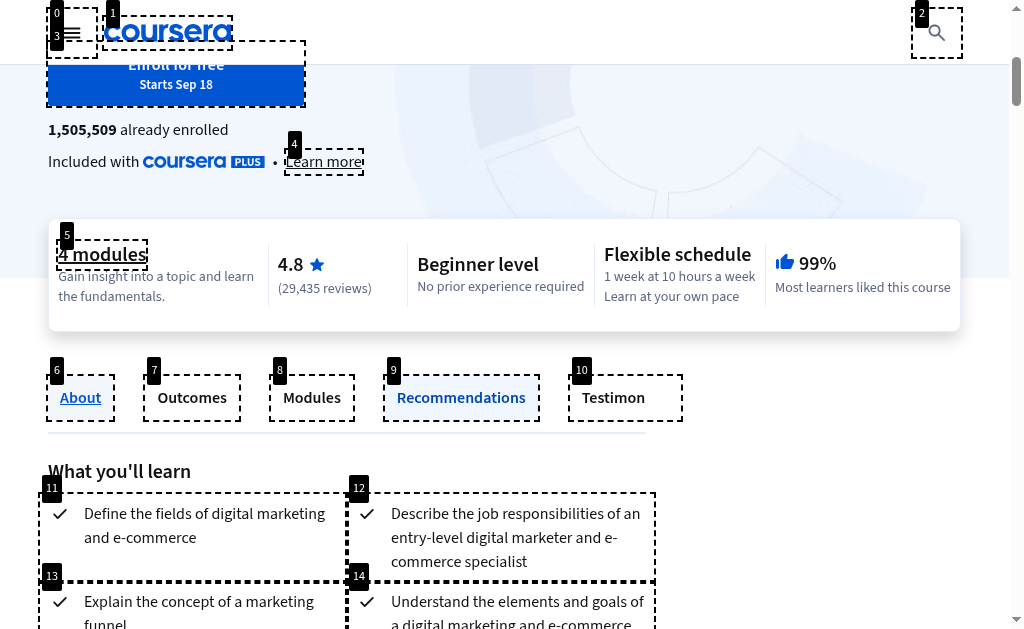 0
1
2
3
coursera
Enroll for free
Starts Sep 18
1,505,509 already enrolled
4
Included with coursera PLUS • Learn more
5
4 modules
Gain insight into a topic and learn
the fundamentals.
4.8
(29,435 reviews)
Beginner level
No prior experience required
Flexible schedule
1 week at 10 hours a week
Learn at your own pace
99%
Most learners liked this course
6
7
8
9
10
About
Outcomes
Modules
Recommendations
Testimon
What you'll learn
11
Define the fields of digital marketing
and e-commerce
12
Describe the job responsibilities of an
entry-level digital marketer and e-
commerce specialist
13
Explain the concept of a marketing
funnel
14
Understand the elements and goals of
a digital marketing and e-commerce